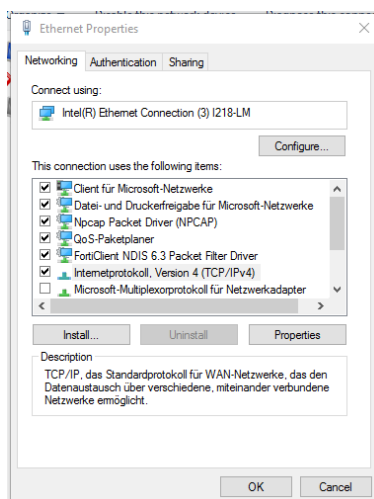 Ethernet Properties
Networking Authentication Sharing
Connect using:
Intel(R) Ethernet Connection (3) I218-LM
Configure...
This connection uses the following items:
Client für Microsoft-Netzwerke
Datei- und Druckerfreigabe für Microsoft-Netzwerke
Npcap Packet Driver (NPCAP)
QoS-Paketplaner
FortiClient NDIS 6.3 Packet Filter Driver
Internetprotokoll, Version 4 (TCP/IPv4)
Microsoft-Multiplexorprotokoll für Netzwerkadapter
Install... Uninstall Properties
Description
TCP/IP, das Standardprotokoll für WAN-Netzwerke, das den
Datenaustausch über verschiedene, miteinander verbundene
Netzwerke ermöglicht.
OK Cancel